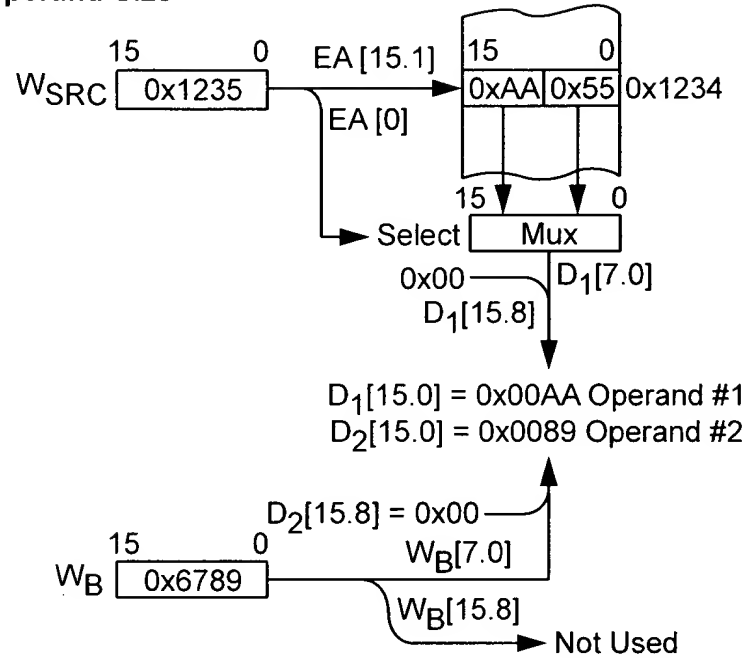 15 0
W_SRC 0x1235
EA [15.1]
EA [0]
15 0
0xAA 0x55 0x1234
15 0
Select Mux
0x00
D1[7.0]
D1[15.8]
D1[15.0] = 0x00AA Operand #1
D2[15.0] = 0x0089 Operand #2
D2[15.8] = 0x00
15 0
WB 0x6789
WB[7.0]
WB[15.8]
Not Used